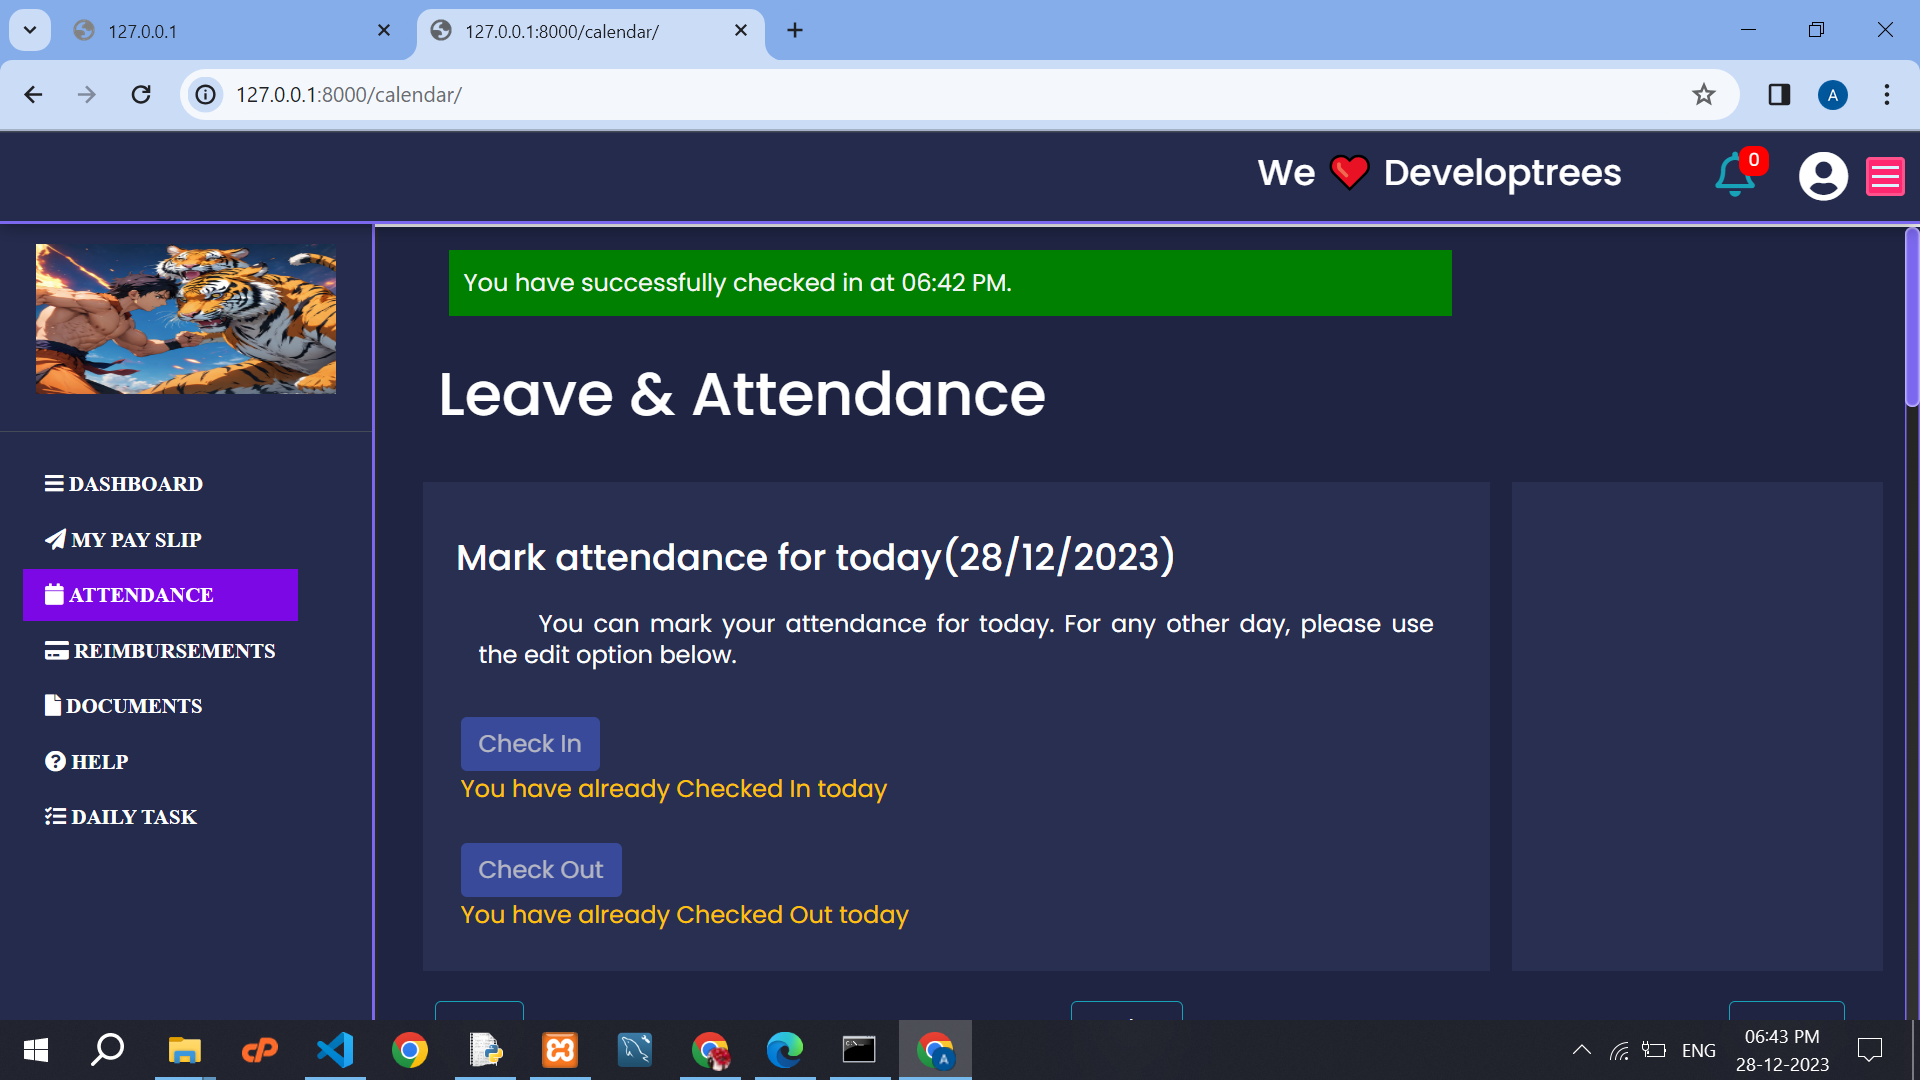 127.0.0.1
127.0.0.1:8000/calendar/
127.0.0.1:8000/calendar/
A
We Developtrees
0
You have successfully checked in at 06:42 PM.
Leave & Attendance
DASHBOARD
MY PAY SLIP
ATTENDANCE
REIMBURSEMENTS
DOCUMENTS
HELP
DAILY TASK
Mark attendance for today(28/12/2023)
You can mark your attendance for today. For any other day, please use
the edit option below.
Check In
You have already Checked In today
Check Out
You have already Checked Out today
ENG
06:43 PM
28-12-2023